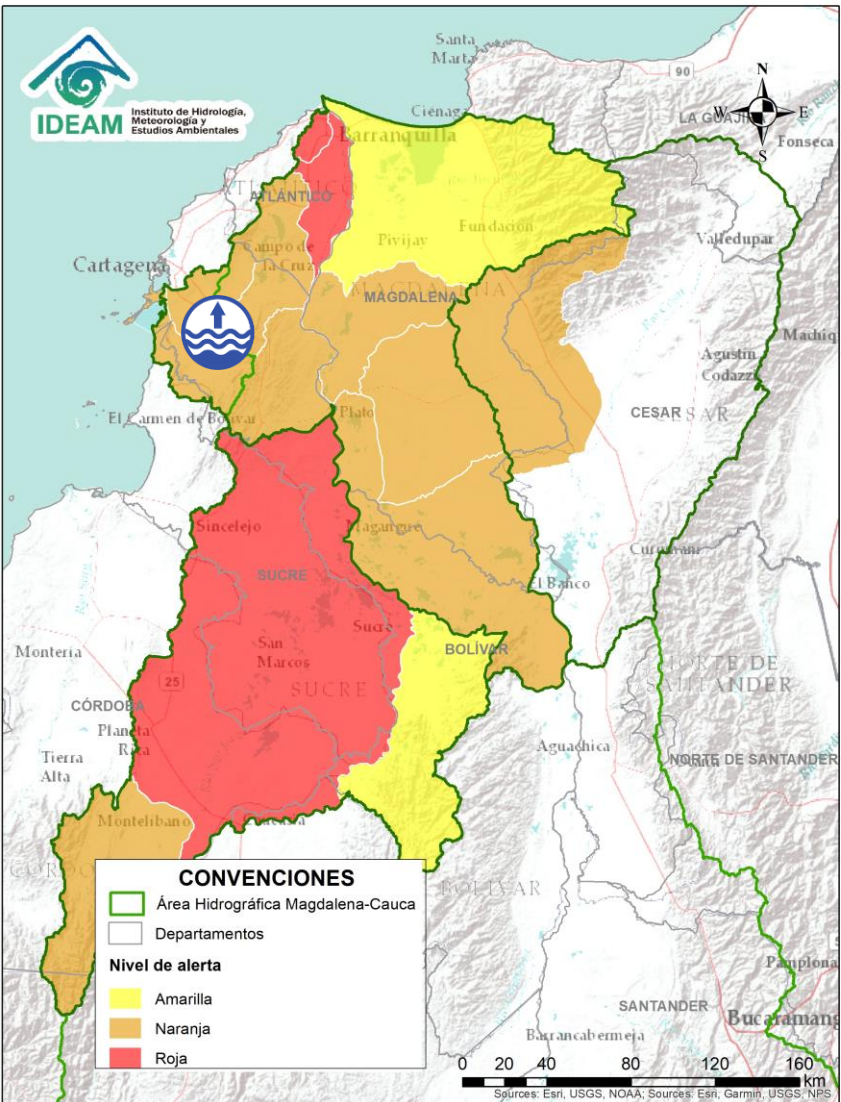 IDEAM
Instituto de Hidrología,
Meteorología y
Estudios Ambientales
Santa
Marta
90
N
W
E
S
Ciénaga
LA GUAJIRA
Fonseca
Barranquilla
ATLÁNTICO
Fundación
Pivijay
Valledupar
Campo de
la Cruz
Cartagena
MAGDALENA
MAGDALENA
Agustín
Codazzi
CESAR
CESAR
El Carmen de Bolívar
Plato
Sincelejo
Magangué
Curumaní
SUCRE
El Banco
Sucre
Montería
San
Marcos
BOLÍVAR
NORTE DE
SANTANDER
25
SUCRE
CÓRDOBA
Planeta
Rica
Tierra
Alta
Aguachica
NORTE DE SANTANDER
Montelíbano
BOLÍVAR
CONVENCIONES
Área Hidrográfica Magdalena-Cauca
Departamentos
Nivel de alerta
Amarilla
Naranja
Roja
Pamplona
SANTANDER
Bucaramang
Barrancabermeja
0 20 40 80 120 160
km
Sources: Esri, USGS, NOAA; Sources: Esri, Garmin, USGS, NPS